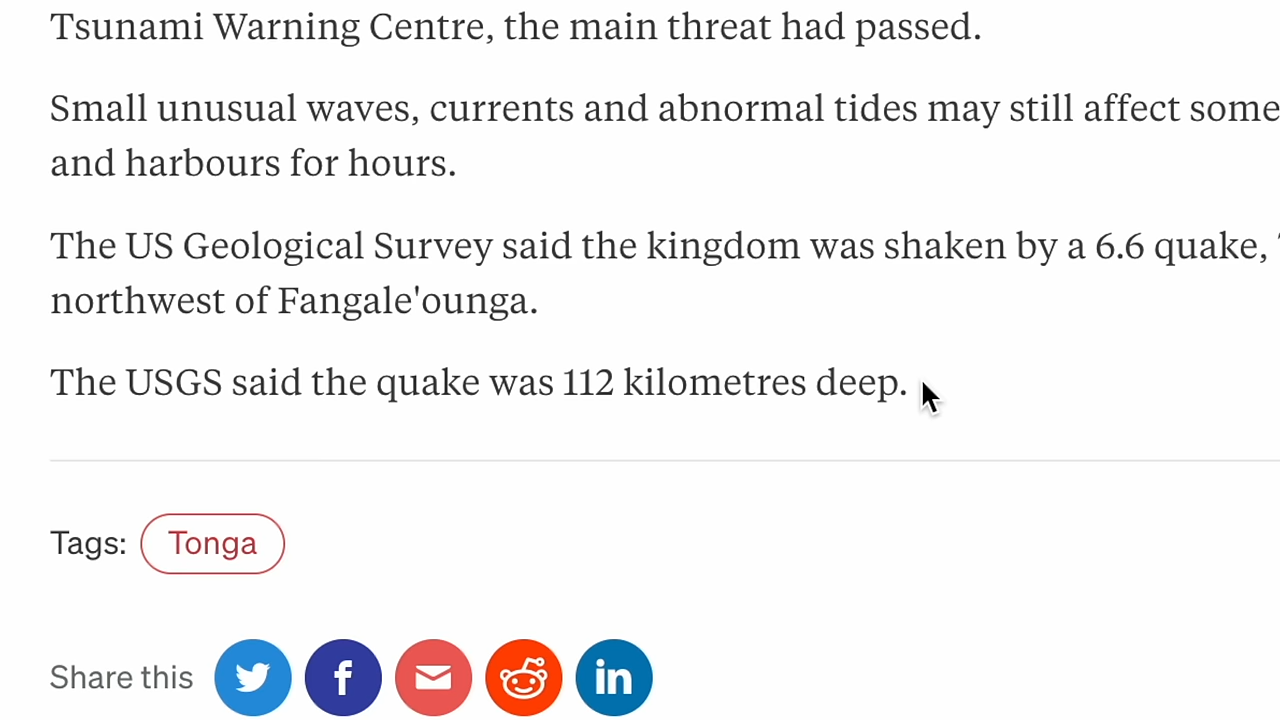 Tsunami Warning Centre, the main threat had passed.
Small unusual waves, currents and abnormal tides may still affect some
and harbours for hours.
The US Geological Survey said the kingdom was shaken by a 6.6 quake,
northwest of Fangale'ounga.
The USGS said the quake was 112 kilometres deep.
Tags: Tonga
Share this